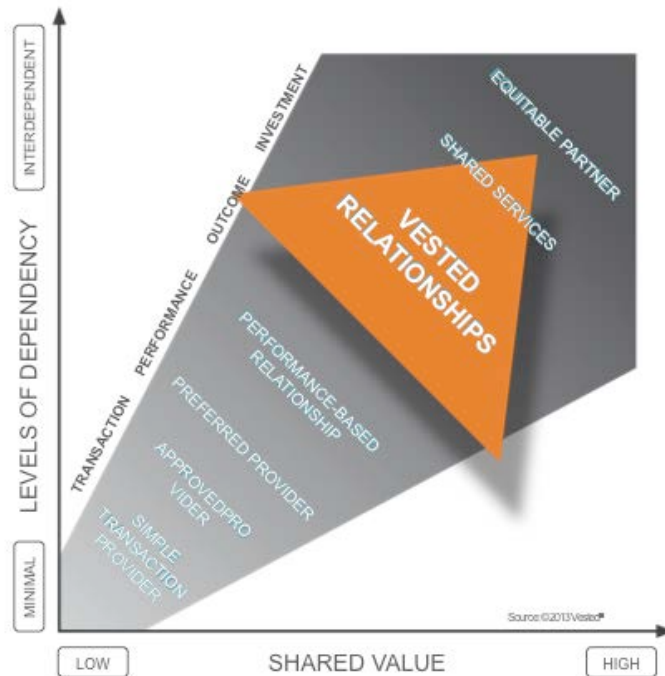 INTERDEPENDENT
LEVELS OF DEPENDENCY
MINIMAL
INVESTMENT
OUTCOME
PERFORMANCE
TRANSACTION
EQUITABLE PARTNER
SHARED SERVICES
VESTED
RELATIONSHIPS
PERFORMANCE-BASED
RELATIONSHIP
PREFERRED PROVIDER
APPROVEDPRO
VIDER
SIMPLE
TRANSACTION
PROVIDER
Source: ©2013 Vested®
LOW
SHARED VALUE
HIGH